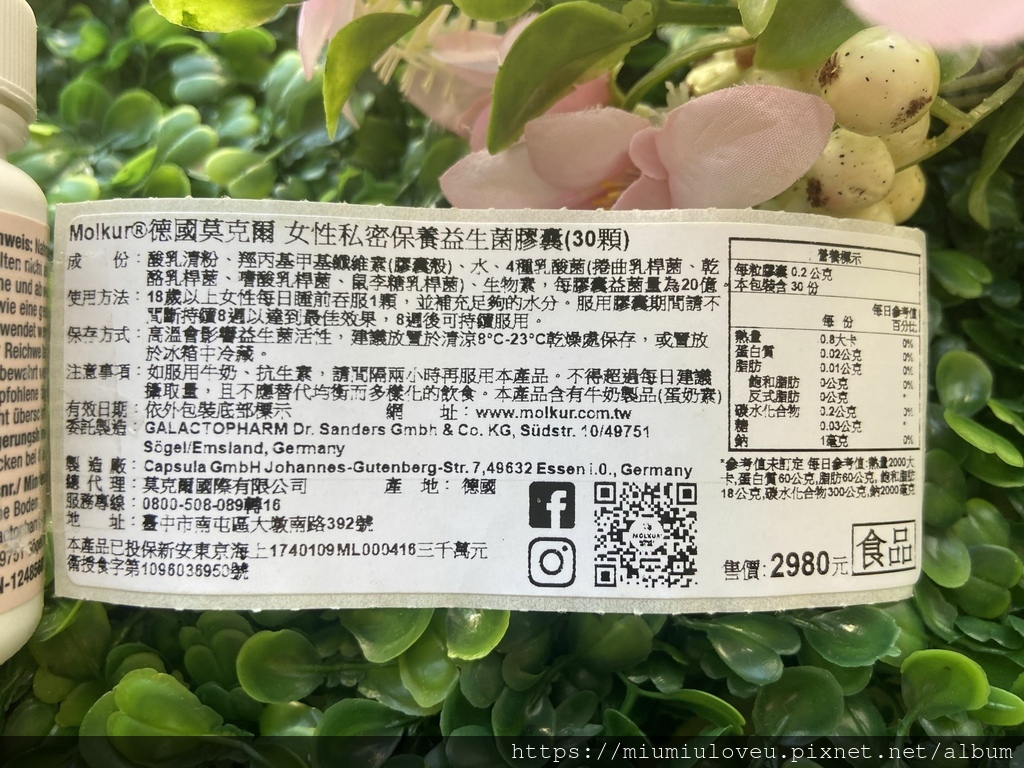 Molkur®德國莫克爾 女性私密保養益生菌膠囊(30顆)
成 份：酸乳清粉、羥丙基甲基纖維素(膠囊殼)、水、4種乳酸菌(捲曲乳桿菌、乾
酪乳桿菌、嗜酸乳桿菌、鼠李糖乳桿菌)、生物素，每膠囊益菌量為20億。
使用方法：18歲以上女性每日睡前吞服1顆，並補充足夠的水分。服用膠囊期間請不
間斷持續8週以達到最佳效果，8週後可持續服用。
保存方式：高溫會影響益生菌活性，建議放置於清涼8°C-23°C乾燥處保存，或置放
於冰箱中冷藏。
注意事項：如服用牛奶、抗生素，請間隔兩小時再服用本產品。不得超過每日建議
攝取量，且不應替代均衡而多樣化的飲食。本產品含有牛奶製品(蛋奶素)
有效日期：依外包裝底部標示 網 址：www.molkur.com.tw
委託製造：GALACTOPHARM Dr. Sanders Gmbh & Co. KG, Südstr. 10/49751
Sögel/Emsland, Germany
製 造 廠：Capsula GmbH Johannes-Gutenberg-Str. 7,49632 Essen i.O., Germany
總 代 理：莫克爾國際有限公司 產 地：德國
服務專線：0800-508-089轉16
地 址：臺中市南屯區大墩南路392號
本產品已投保新安東京海上1740109ML000416三千萬元
衛授食字第1096036950號
營養標示
每粒膠囊 0.2 公克
本包裝含 30 份
每份 每日參考值百分比
熱量 0.8大卡 0%
蛋白質 0.02公克 0%
脂肪 0.01公克 0%
飽和脂肪 0公克 0%
反式脂肪 0公克 *
碳水化合物 0.2公克 0%
糖 0.03公克 *
鈉 1毫克 0%
*參考值未訂定 每日參考值:熱量2000大
卡,蛋白質60公克,脂肪60公克,飽和脂肪
18公克,碳水化合物300公克,鈉2000毫克
MOLKUR
售價:2980元
食品
https://miumiuloveu.pixnet.net/album